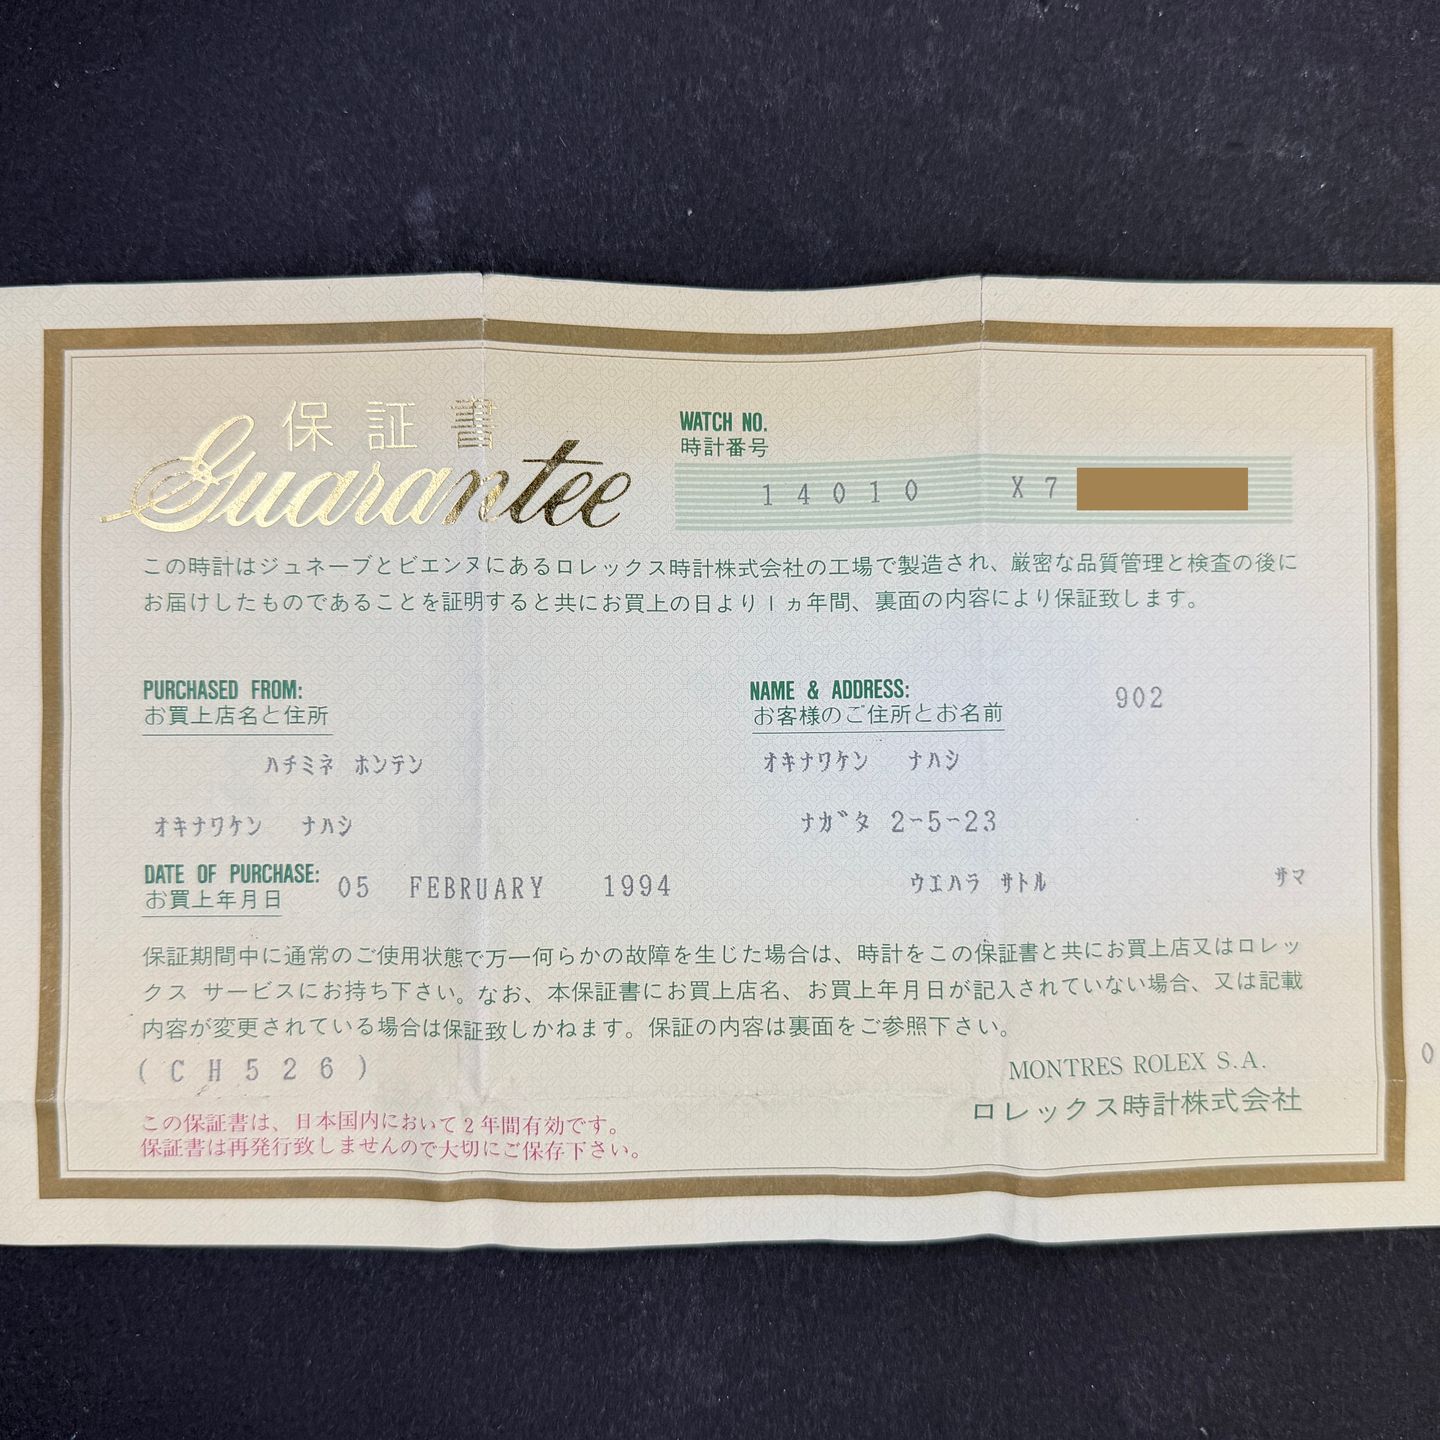 保証書
Guarantee
WATCH NO.
時計番号
14010 X7
この時計はジュネーブとビエンヌにあるロレックス時計株式会社の工場で製造され、厳密な品質管理と検査の後に
お届けしたものであることを証明すると共にお買上の日より1ヵ年間、裏面の内容により保証致します。
PURCHASED FROM:
お買上店名と住所
ハチミネ ホンテン
オキナワケン ナハシ
NAME & ADDRESS: 902
お客様のご住所とお名前
オキナワケン ナハシ
ナガタ 2-5-23
ウエハラ サトル サマ
DATE OF PURCHASE: 05 FEBRUARY 1994
お買上年月日
保証期間中に通常のご使用状態で万一何らかの故障を生じた場合は、時計をこの保証書と共にお買上店又はロレッ
クス サービスにお持ち下さい。なお、本保証書にお買上店名、お買上年月日が記入されていない場合、又は記載
内容が変更されている場合は保証致しかねます。保証の内容は裏面をご参照下さい。
(CH526)
MONTRES ROLEX S.A.
ロレックス時計株式会社
0
この保証書は、日本国内において2年間有効です。
保証書は再発行致しませんので大切にご保存下さい。